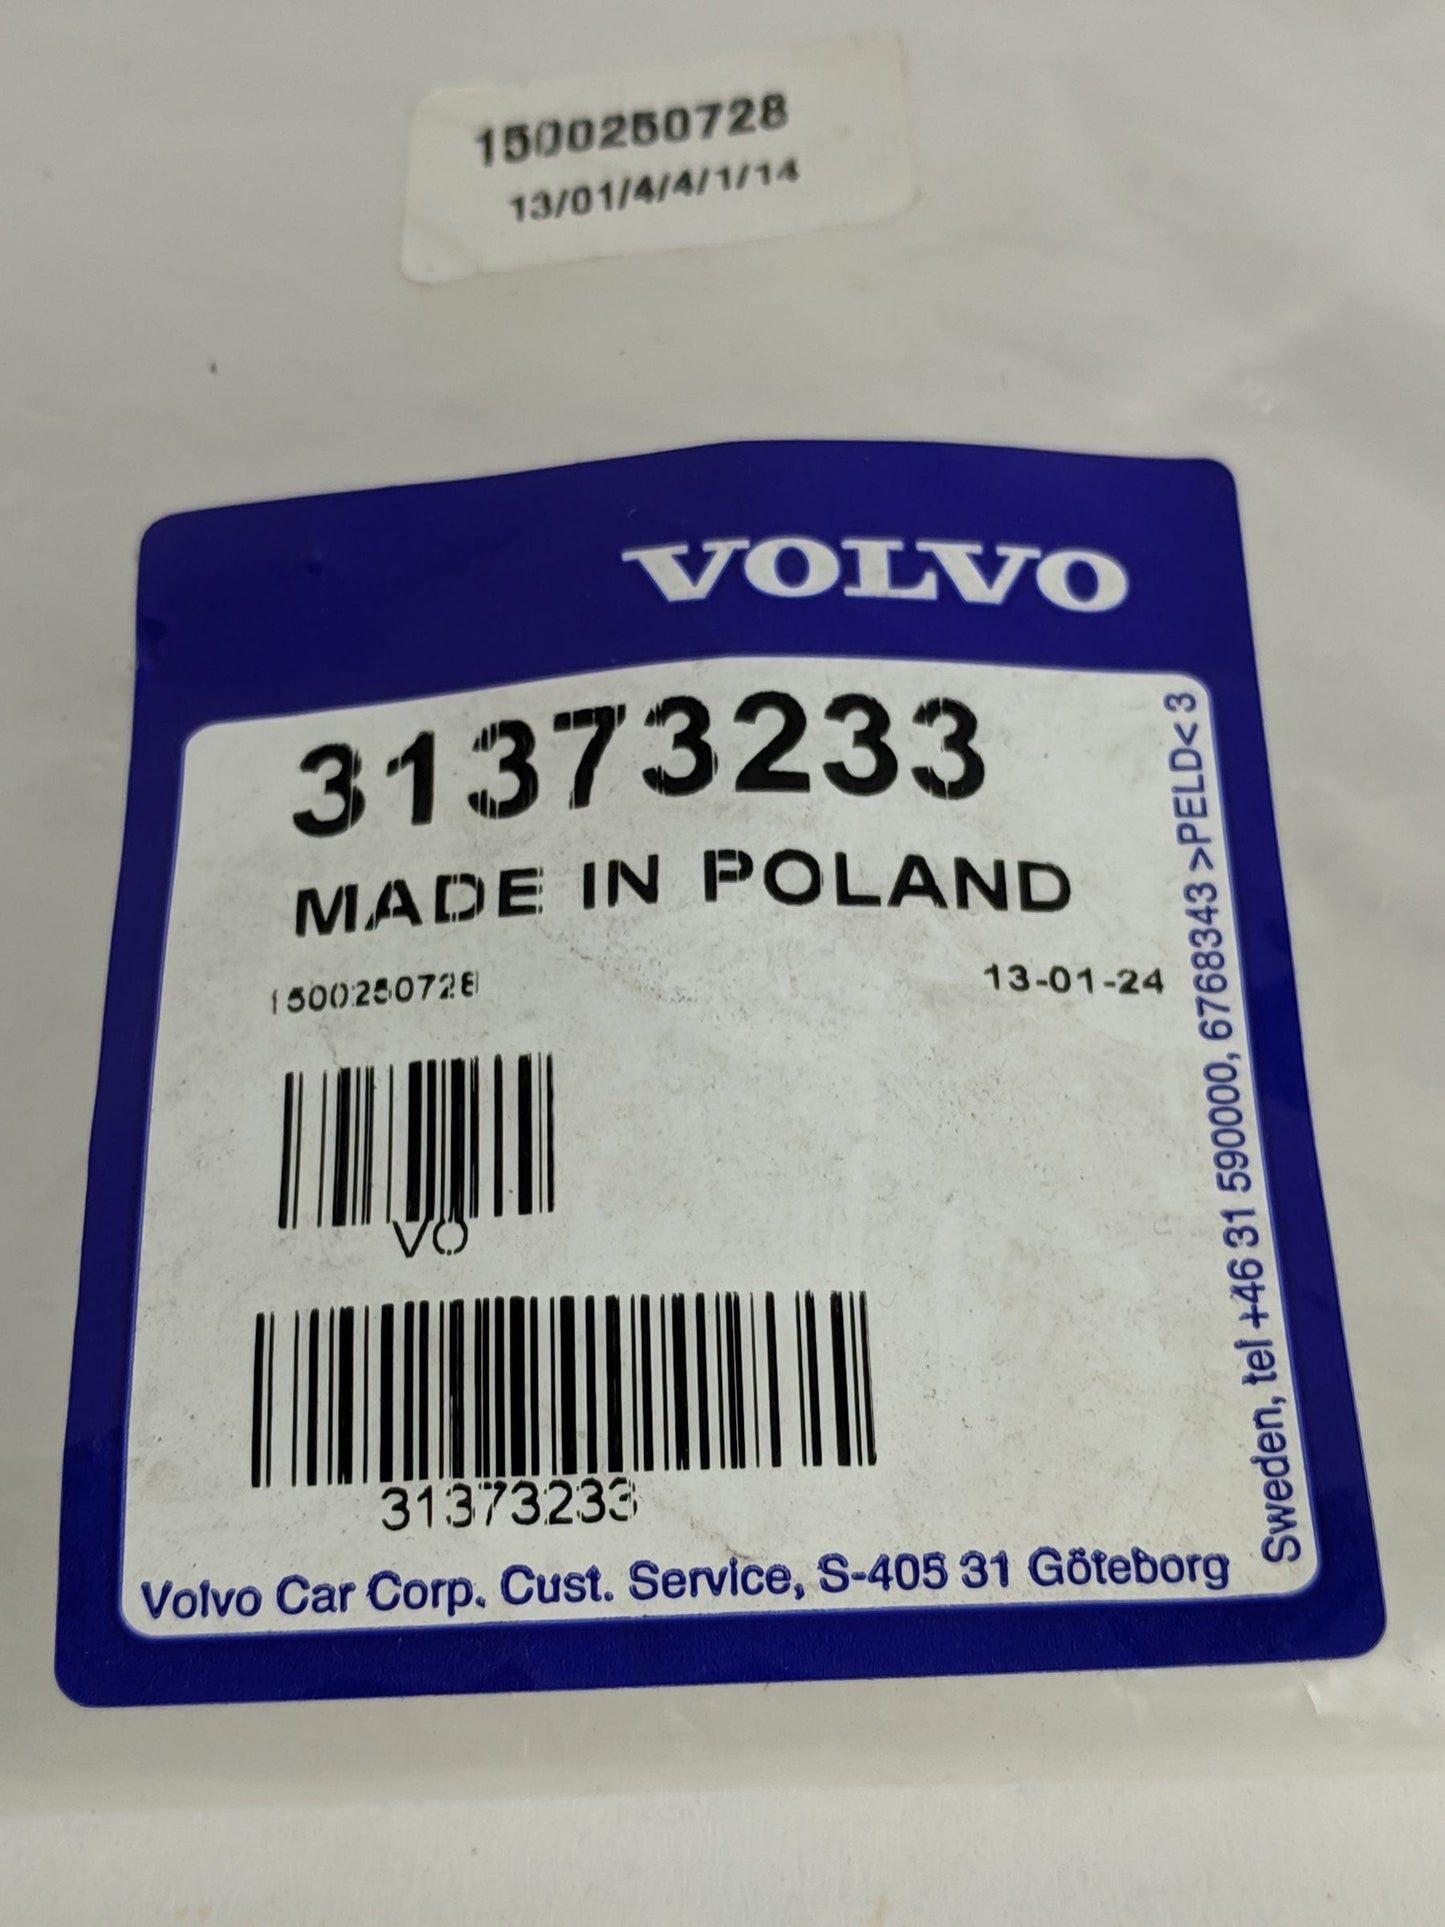 1500250728
13/01/4/4/1/14
VOLVO
31373233
MADE IN POLAND
1500250728
13-01-24
VO
31373233
Volvo Car Corp. Cust. Service, S-405 31 Göteborg
Sweden, tel +46 31 590000, 6768343 >PELD< 3